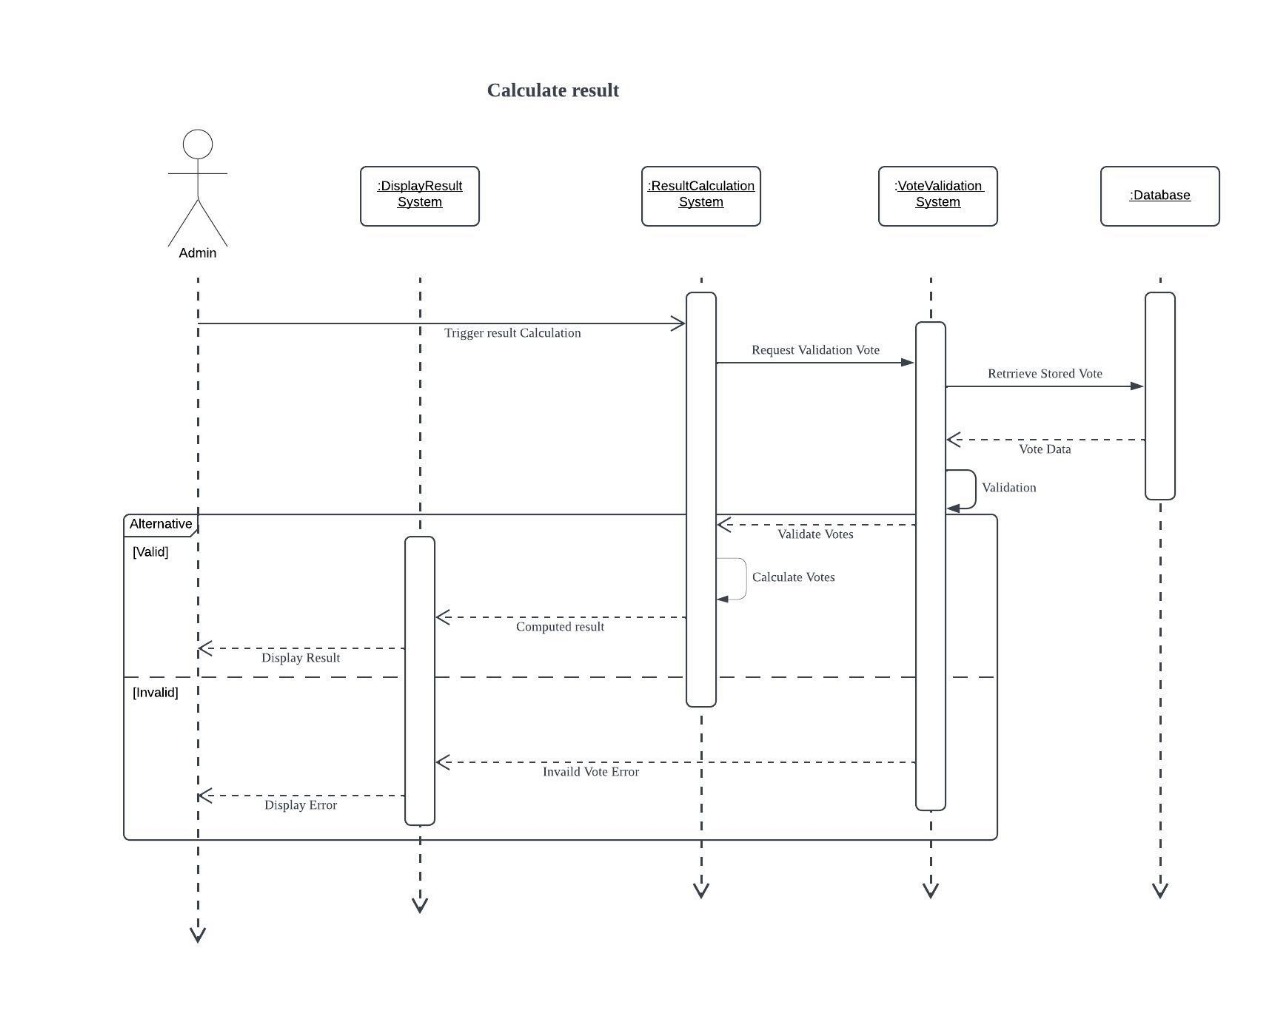 Calculate result
Admin
:DisplayResult
System
:ResultCalculation
System
:VoteValidation
System
:Database
Trigger result Calculation
Request Validation Vote
Retrrieve Stored Vote
Vote Data
Validation
Alternative
[Valid]
Validate Votes
Calculate Votes
Computed result
Display Result
[Invalid]
Invaild Vote Error
Display Error